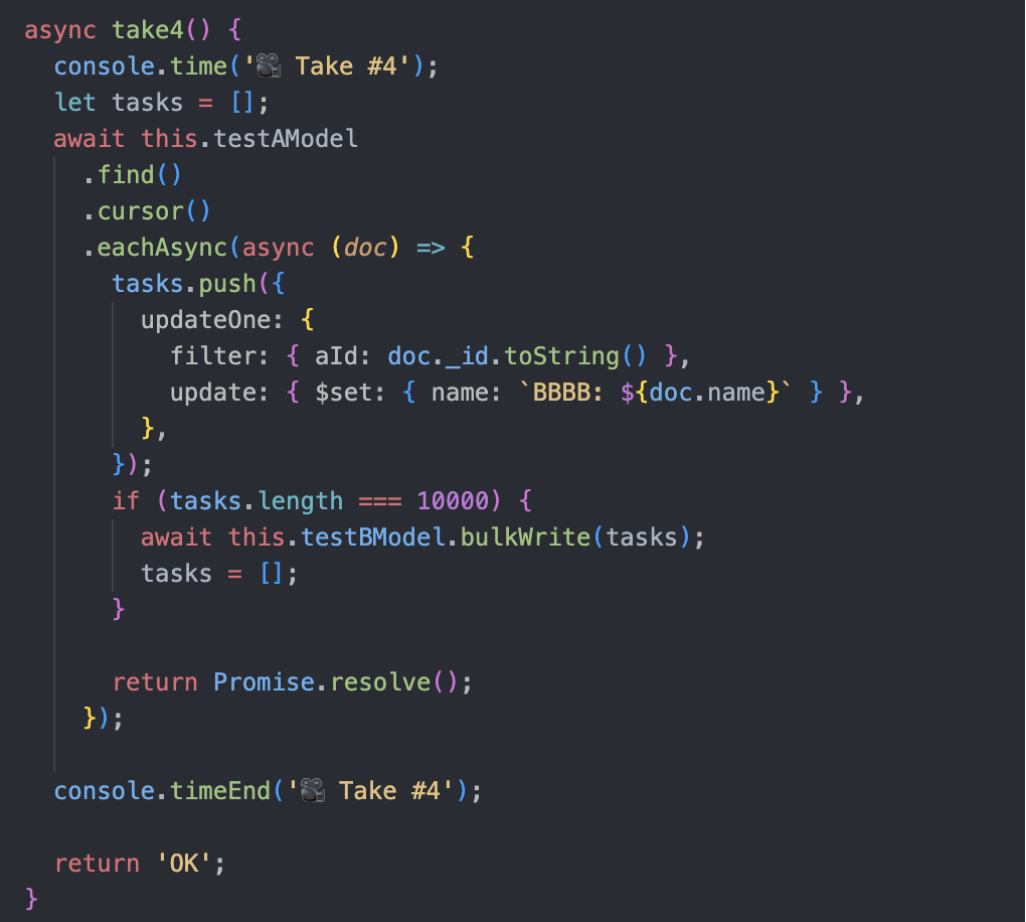 async take4() {
  console.time('🎥 Take #4');
  let tasks = [];
  await this.testAModel
    .find()
    .cursor()
    .eachAsync(async (doc) => {
      tasks.push({
        updateOne: {
          filter: { aId: doc._id.toString() },
          update: { $set: { name: `BBBB: ${doc.name}` } },
        },
      });
      if (tasks.length === 10000) {
        await this.testBModel.bulkWrite(tasks);
        tasks = [];
      }

      return Promise.resolve();
    });

  console.timeEnd('🎥 Take #4');

  return 'OK';
}